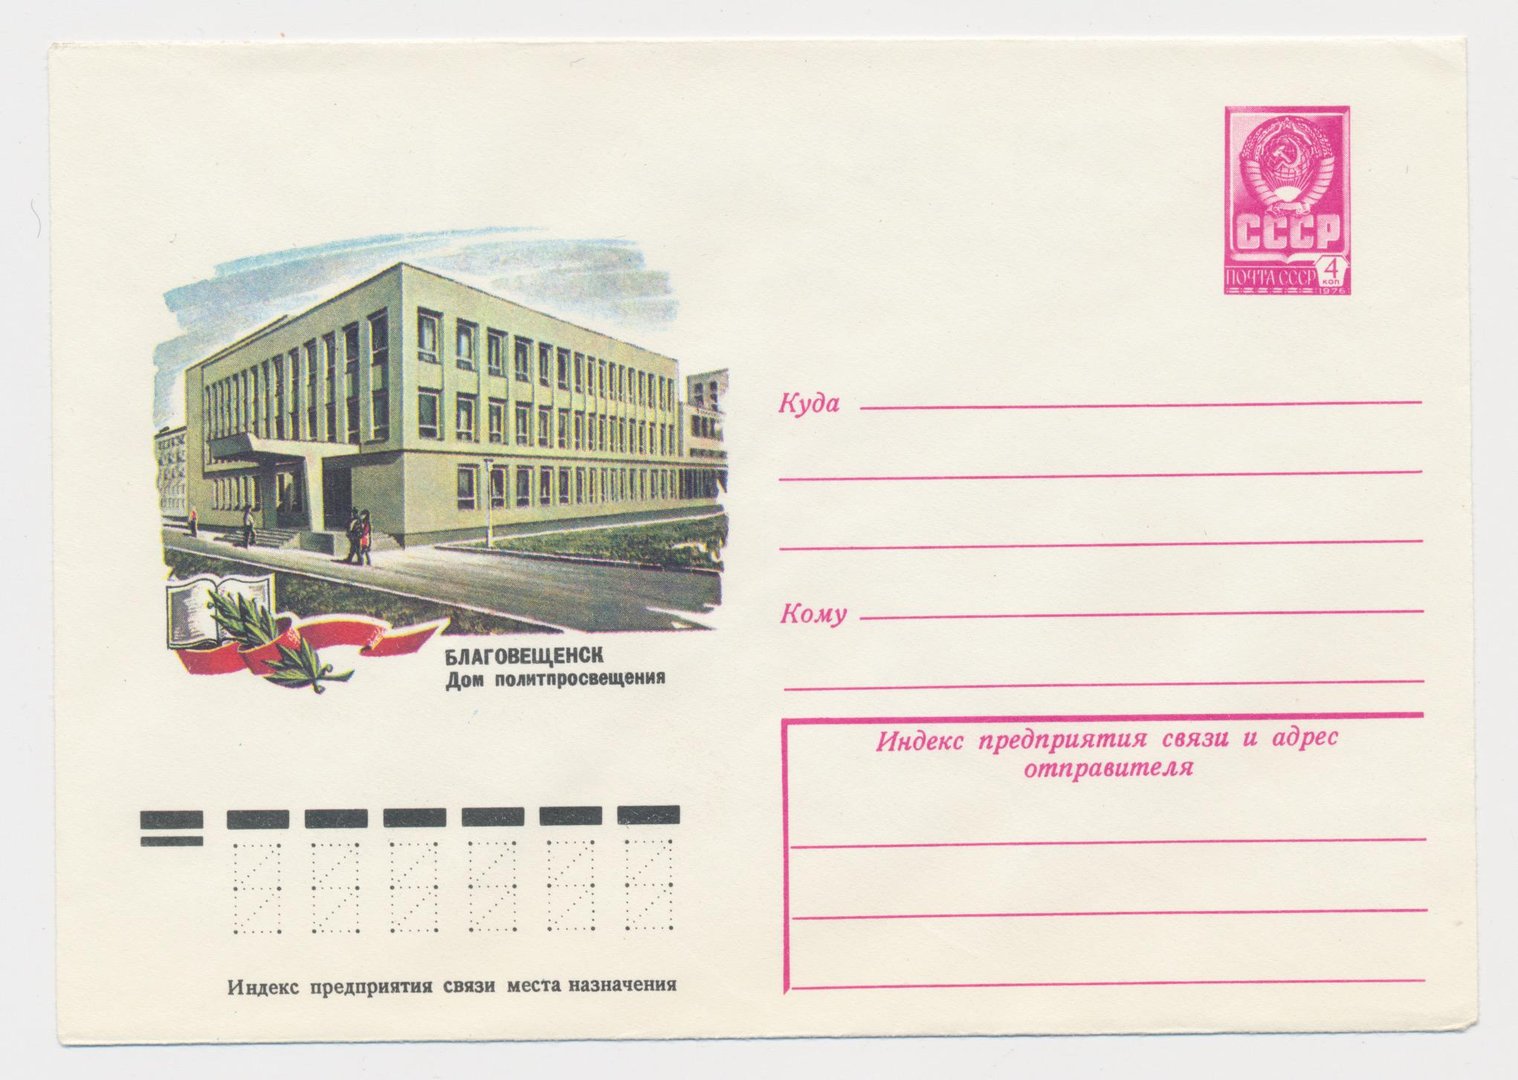 СССР
ПОЧТА СССР
4
КОП
1976
Куда
Кому
БЛАГОВЕЩЕНСК
Дом политпросвещения
Индекс предприятия связи и адрес
отправителя
Индекс предприятия связи места назначения